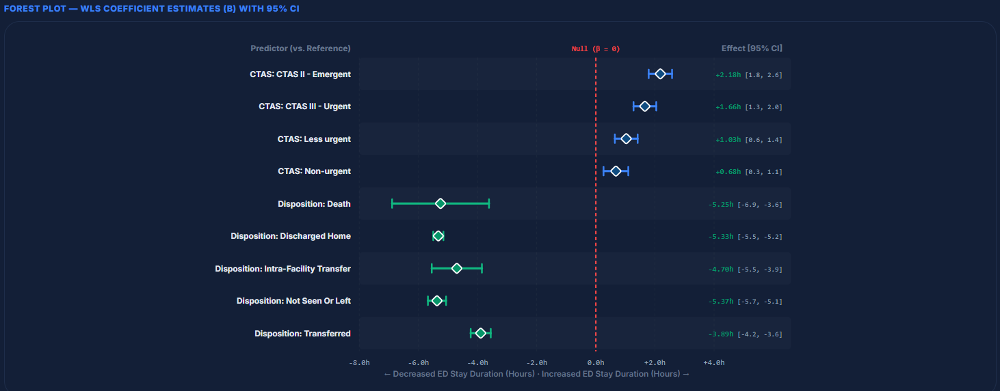 FOREST PLOT — WLS COEFFICIENT ESTIMATES (B) WITH 95% CI
Predictor (vs. Reference) Null (β = 0) Effect [95% CI]
CTAS: CTAS II - Emergent +2.18h [1.8, 2.6]
CTAS: CTAS III - Urgent +1.66h [1.3, 2.0]
CTAS: Less urgent +1.03h [0.6, 1.4]
CTAS: Non-urgent +0.68h [0.3, 1.1]
Disposition: Death -5.25h [-6.9, -3.6]
Disposition: Discharged Home -5.33h [-5.5, -5.2]
Disposition: Intra-Facility Transfer -4.70h [-5.5, -3.9]
Disposition: Not Seen Or Left -5.37h [-5.7, -5.1]
Disposition: Transferred -3.89h [-4.2, -3.6]
-8.0h -6.0h -4.0h -2.0h 0.0h +2.0h +4.0h
← Decreased ED Stay Duration (Hours) · Increased ED Stay Duration (Hours) →